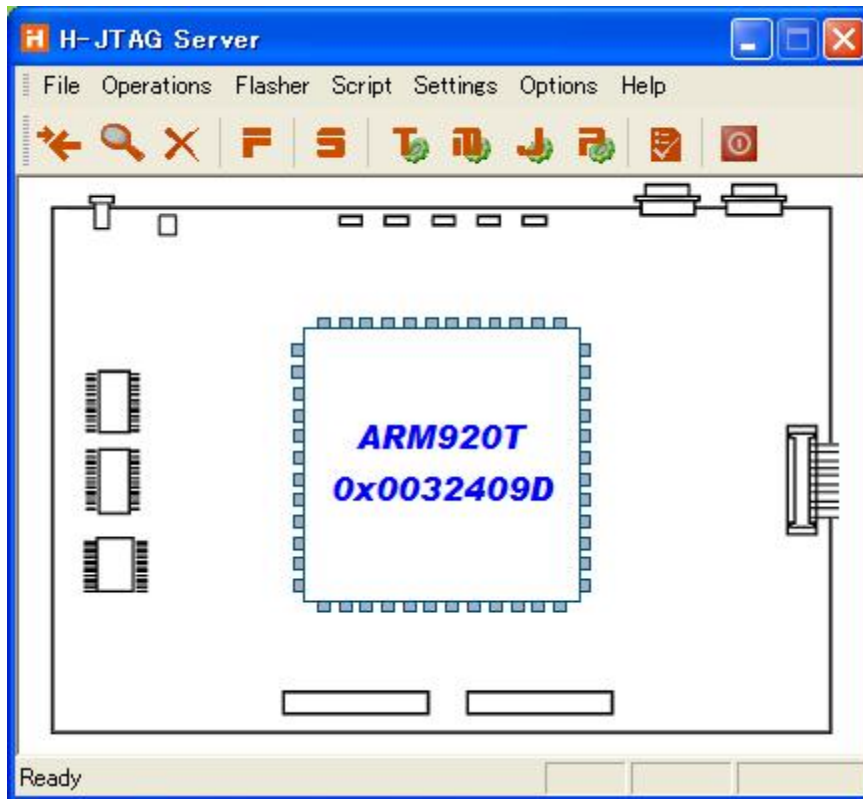 H-JTAG Server
File Operations Flasher Script Settings Options Help
ARM920T
0x0032409D
Ready